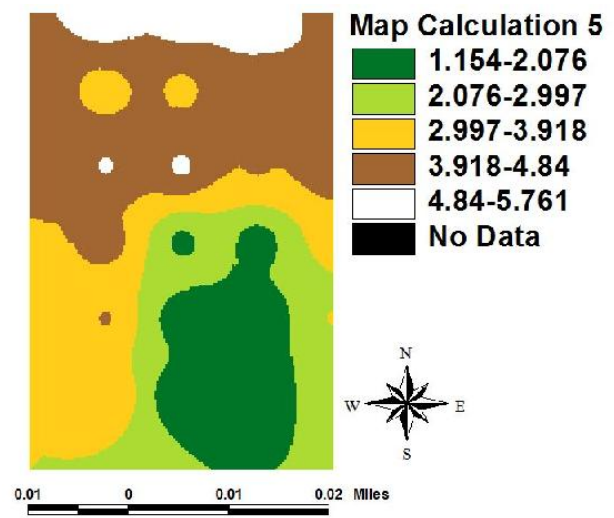 Map Calculation 5
1.154-2.076
2.076-2.997
2.997-3.918
3.918-4.84
4.84-5.761
No Data
N
W E
S
0.01 0 0.01 0.02 Miles